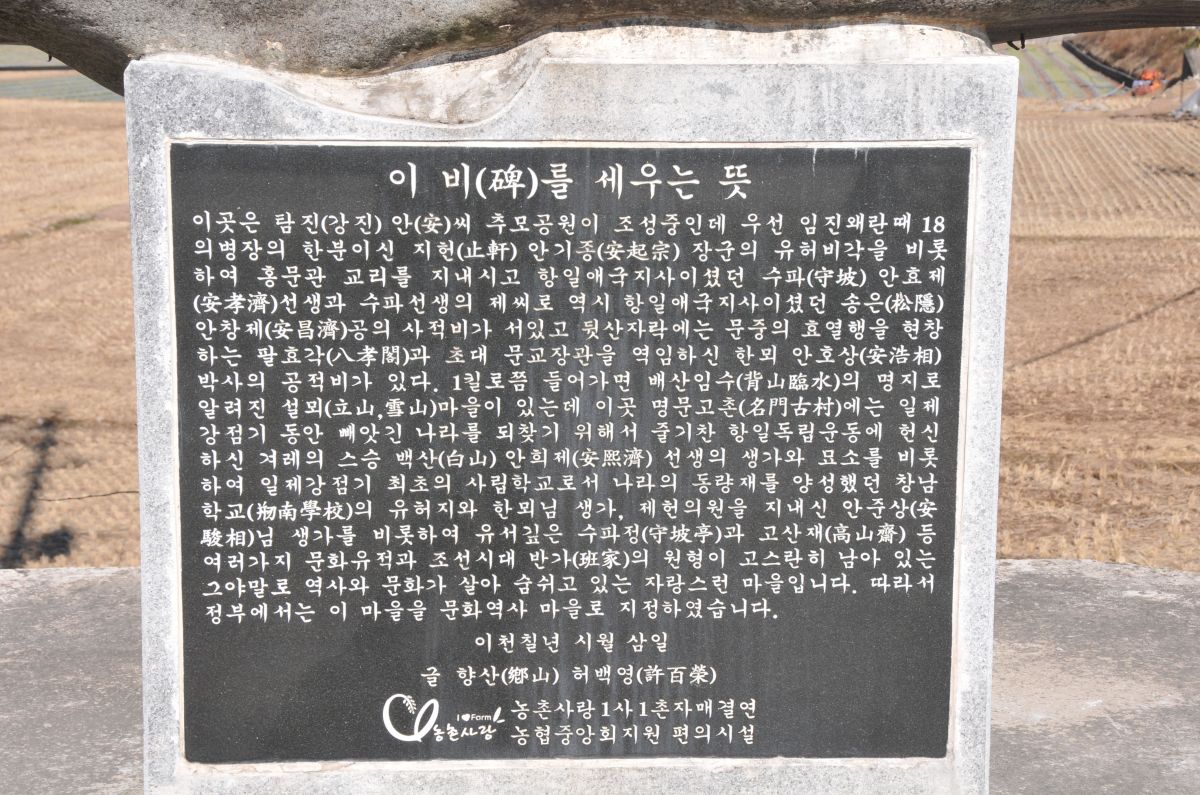 이 비(碑)를 세우는 뜻
이곳은 탐진(강진) 안(安)씨 추모공원이 조성중인데 우선 임진왜란때 18
의병장의 한분이신 지헌(止軒) 안기종(安起宗) 장군의 유허비각을 비롯
하여 홍문관 교리를 지내시고 항일애국지사이셨던 수파(守坡) 안효제
(安孝濟)선생과 수파선생의 제씨로 역시 항일애국지사이셨던 송은(松隱)
안창제(安昌濟)공의 사적비가 서있고 뒷산자락에는 문중의 효열행을 현창
하는 팔효각(八孝閣)과 초대 문교장관을 역임하신 한뫼 안호상(安浩相)
박사의 공적비가 있다. 1킬로쯤 들어가면 배산임수(背山臨水)의 명지로
알려진 설뫼(立山,雪山)마을이 있는데 이곳 명문고촌(名門古村)에는 일제
강점기 동안 빼앗긴 나라를 되찾기 위해서 줄기찬 항일독립운동에 헌신
하신 겨레의 스승 백산(白山) 안희제(安熙濟) 선생의 생가와 묘소를 비롯
하여 일제강점기 최초의 사립학교로서 나라의 동량재를 양성했던 창남
학교(刱南學校)의 유허지와 한뫼님 생가, 제헌의원을 지내신 안준상(安
駿相)님 생가를 비롯하여 유서깊은 수파정(守坡亭)과 고산재(高山齋) 등
여러가지 문화유적과 조선시대 반가(班家)의 원형이 고스란히 남아 있는
그야말로 역사와 문화가 살아 숨쉬고 있는 자랑스런 마을입니다. 따라서
정부에서는 이 마을을 문화역사 마을로 지정하였습니다.
이천칠년 시월 삼일
글 향산(鄕山) 허백영(許百榮)
I ♥ Farm
농촌사랑
농촌사랑 1사 1촌자매결연
농협중앙회지원 편의시설